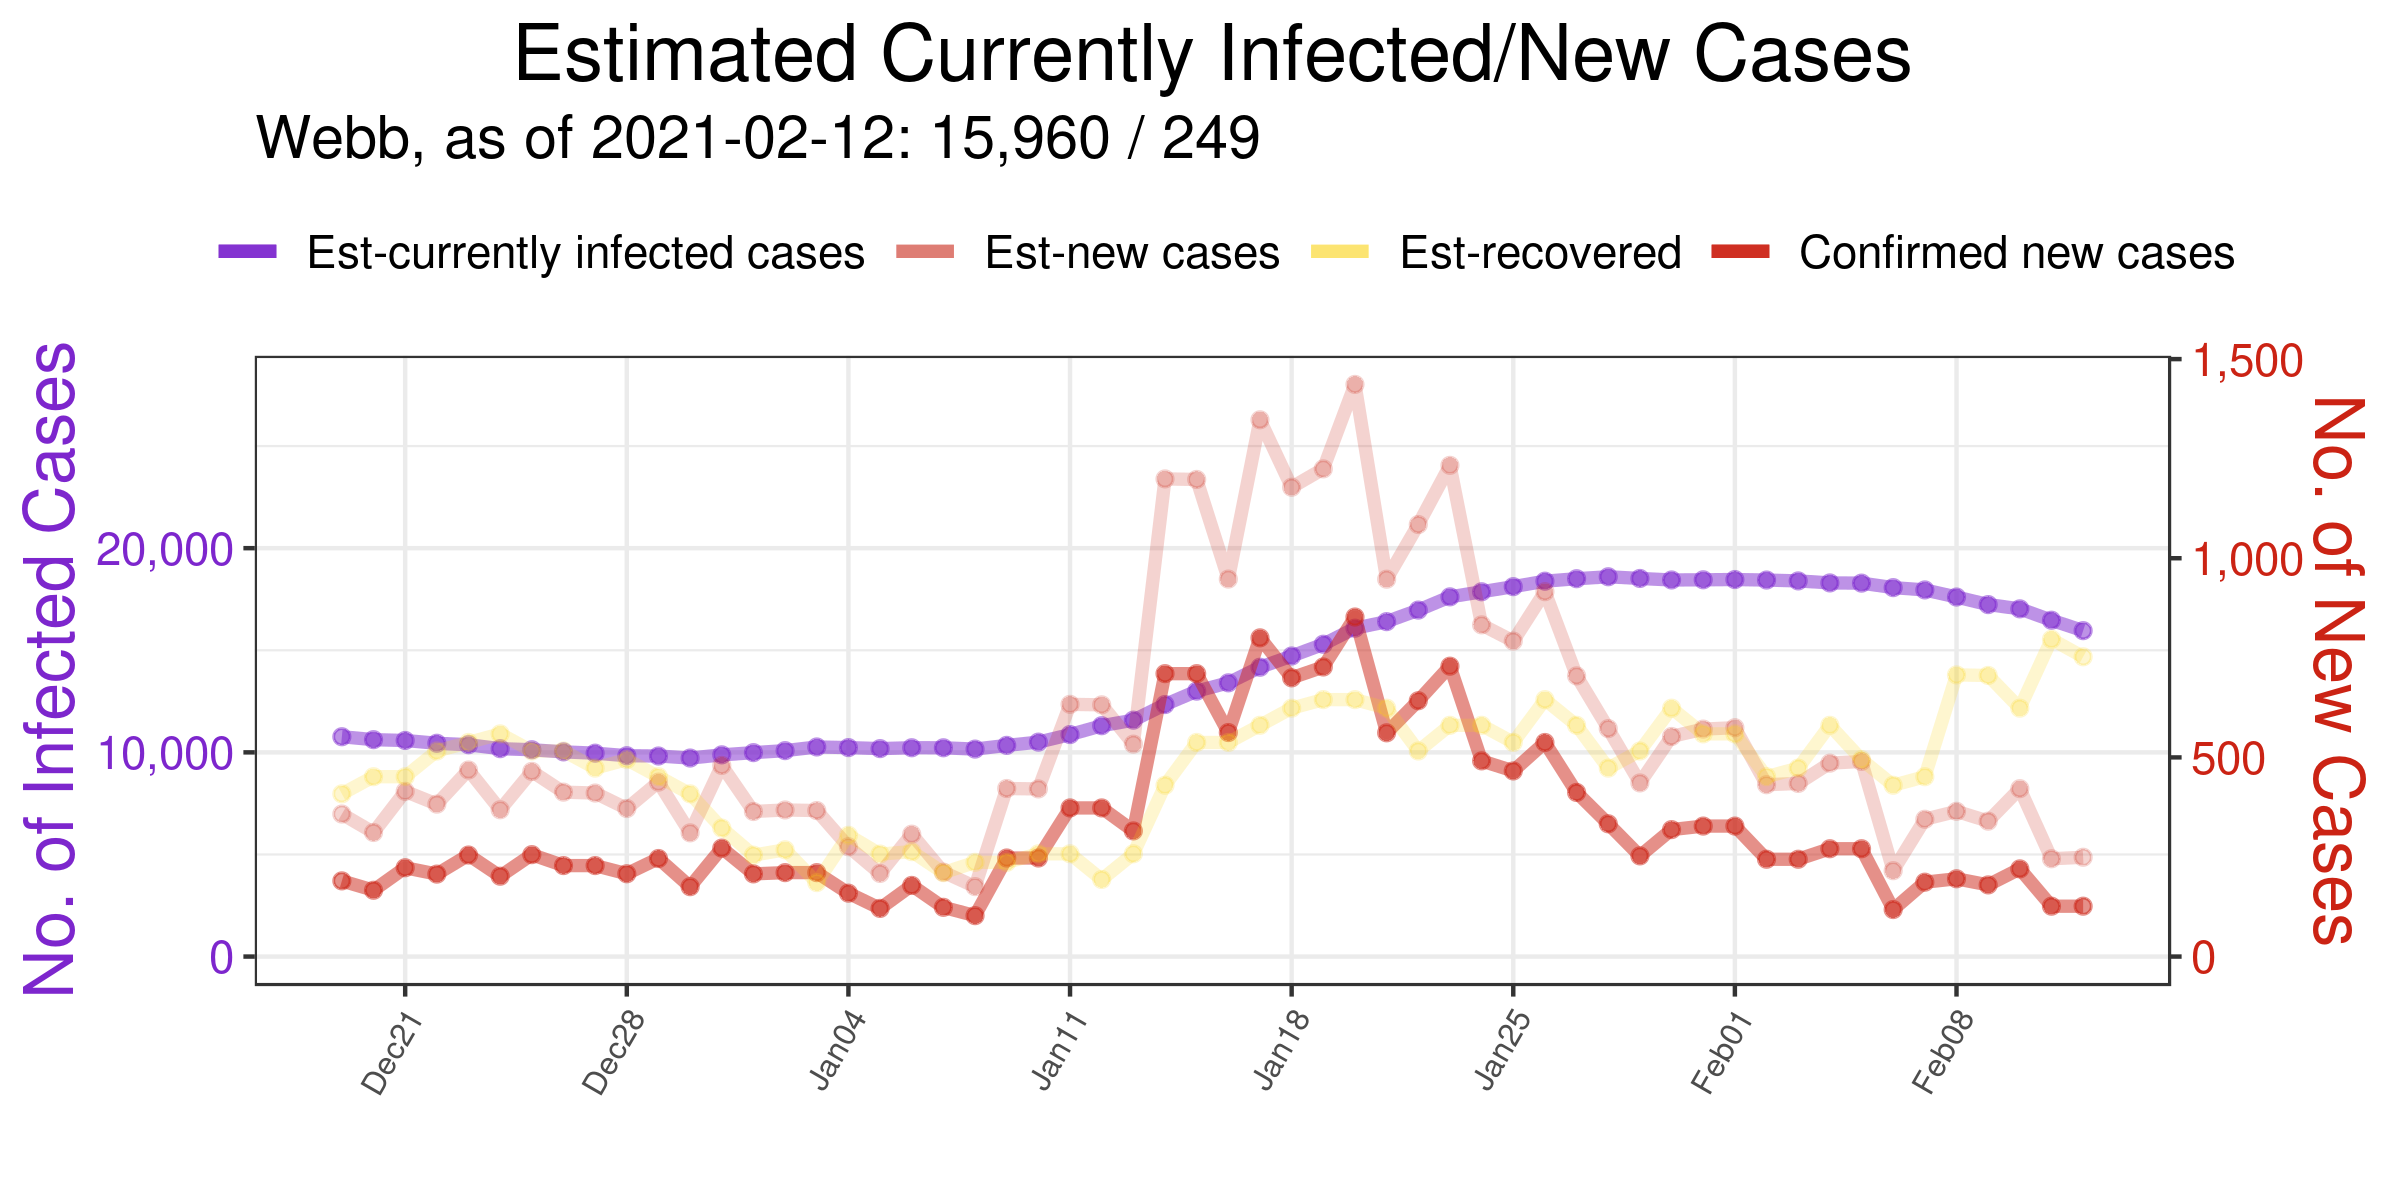 Estimated Currently Infected/New Cases
Webb, as of 2021-02-12: 15,960 / 249
Est-currently infected cases Est-new cases Est-recovered Confirmed new cases
No. of Infected Cases
20,000
10,000
0
1,500
1,000
500
0
No. of New Cases
Dec21 Dec28 Jan04 Jan11 Jan18 Jan25 Feb01 Feb08